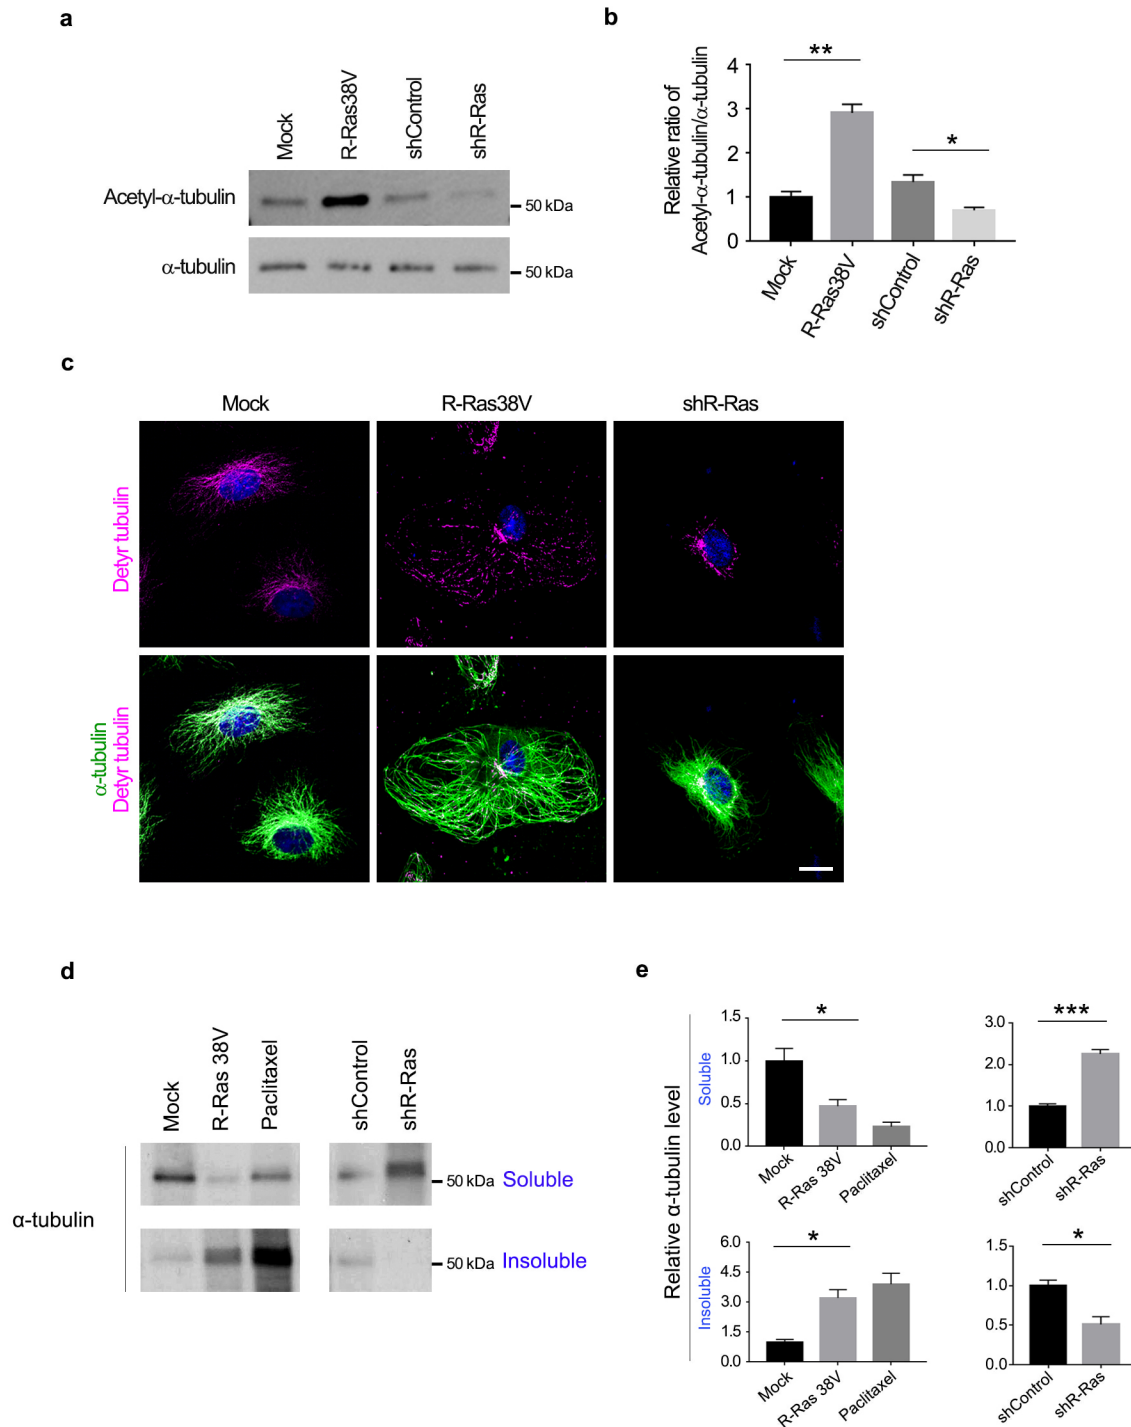 a
Mock
R-Ras38V
shControl
shR-Ras
Acetyl-α-tubulin
50 kDa
α-tubulin
50 kDa
b
Relative ratio of
Acetyl-α-tubulin/α-tubulin
4
3
2
1
0
**
*
Mock
R-Ras38V
shControl
shR-Ras
c
Mock
R-Ras38V
shR-Ras
Detyr tubulin
α-tubulin
Detyr tubulin
d
Mock
R-Ras 38V
Paclitaxel
shControl
shR-Ras
α-tubulin
50 kDa
Soluble
50 kDa
Insoluble
e
Relative α-tubulin level
Soluble
1.5
1.0
0.5
0.0
*
Mock
R-Ras 38V
Paclitaxel
3.0
2.0
1.0
0.0
***
shControl
shR-Ras
Insoluble
6.0
4.5
3.0
1.5
0.0
*
Mock
R-Ras 38V
Paclitaxel
1.5
1.0
0.5
0.0
*
shControl
shR-Ras